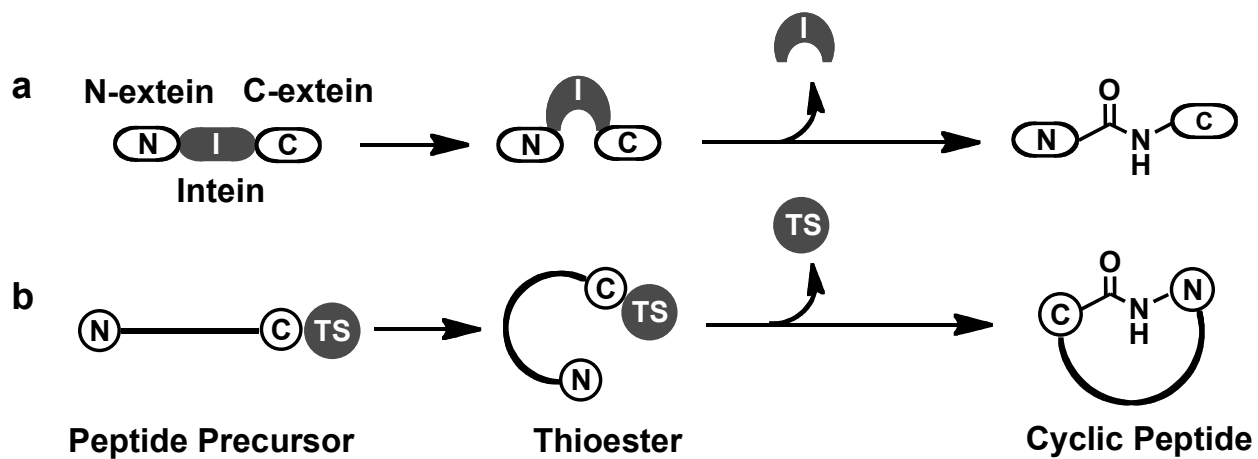 a
N-extein C-extein
N I C
Intein
I
N C
I
O
N C
N
H
b
N C TS
Peptide Precursor
C
TS
N
Thioester
TS
O
C N N
H
Cyclic Peptide